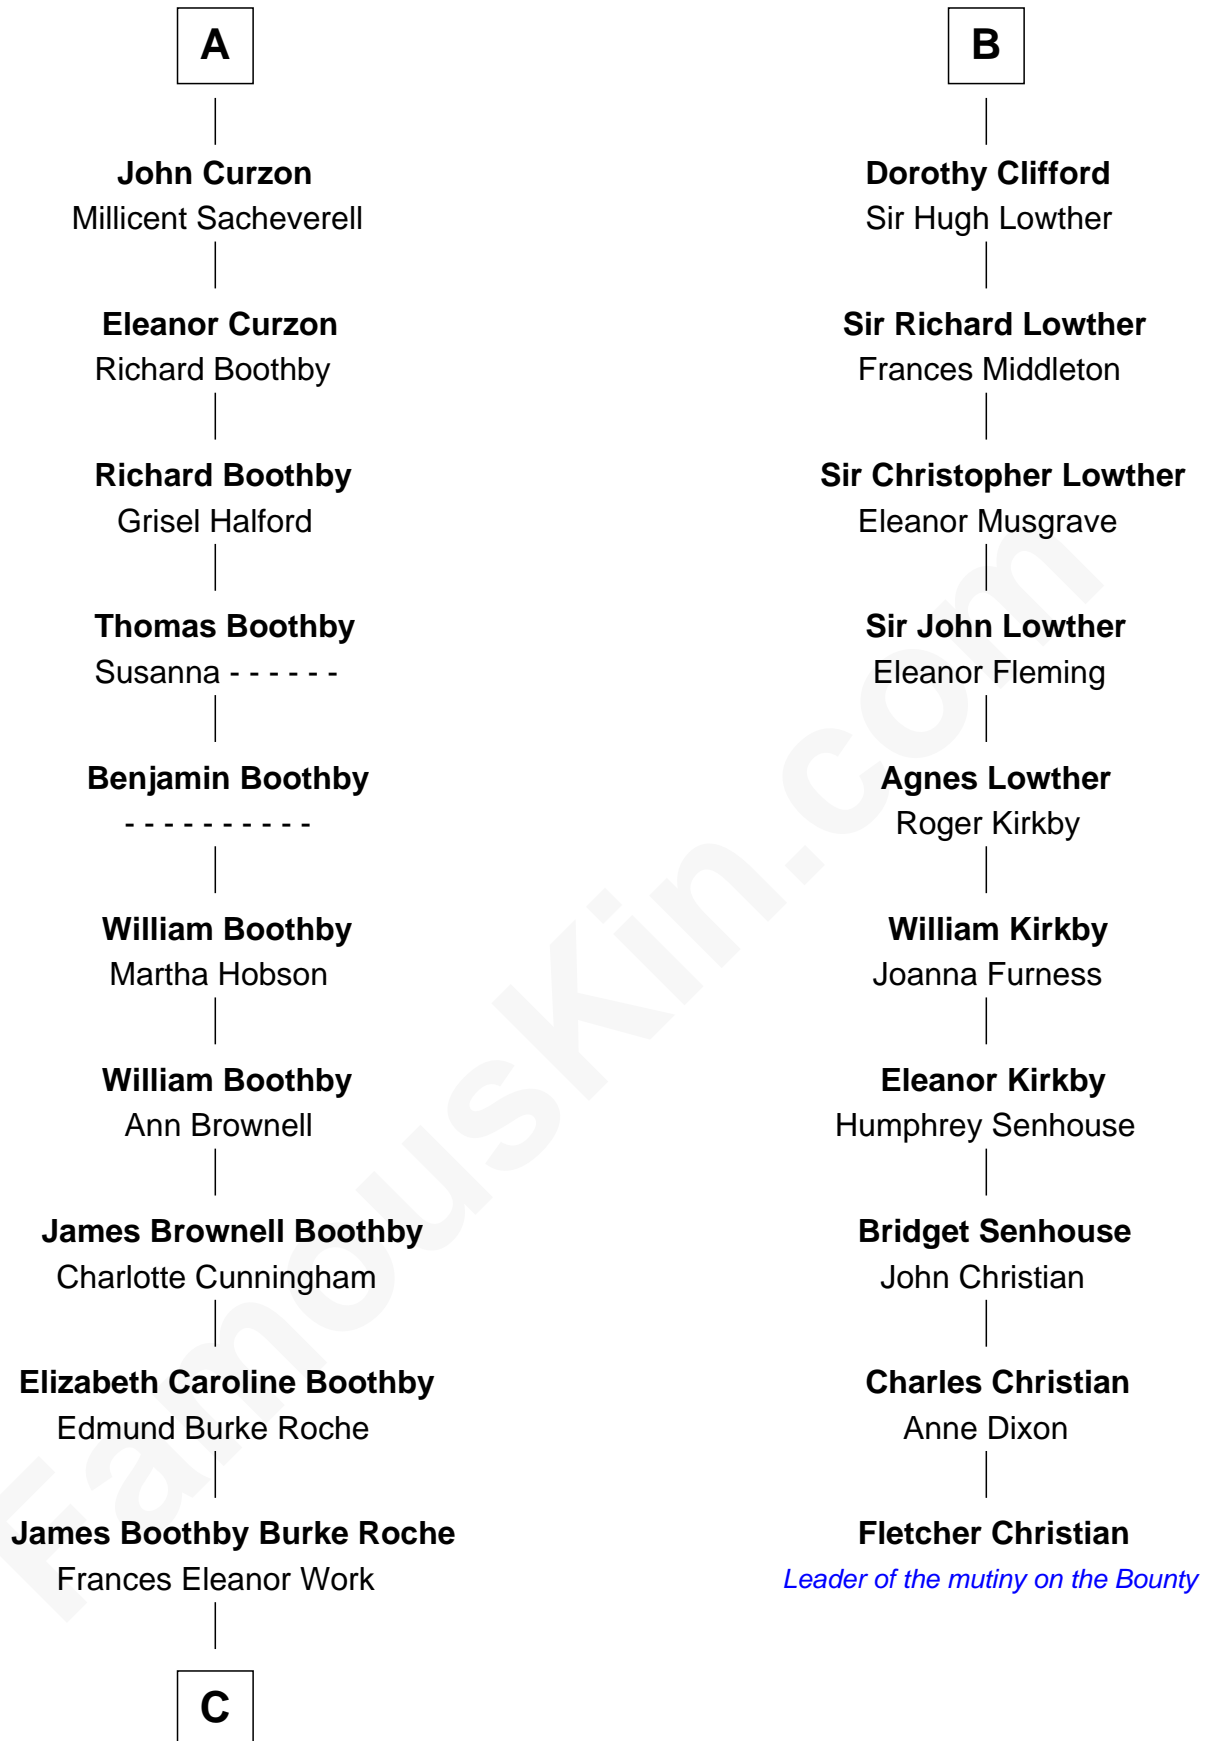 A
John Curzon
Millicent Sacheverell
Eleanor Curzon
Richard Boothby
Richard Boothby
Grisel Halford
Thomas Boothby
Susanna - - - - - -
Benjamin Boothby
- - - - - - - - - -
William Boothby
Martha Hobson
William Boothby
Ann Brownell
James Brownell Boothby
Charlotte Cunningham
Elizabeth Caroline Boothby
Edmund Burke Roche
James Boothby Burke Roche
Frances Eleanor Work
C
B
Dorothy Clifford
Sir Hugh Lowther
Sir Richard Lowther
Frances Middleton
Sir Christopher Lowther
Eleanor Musgrave
Sir John Lowther
Eleanor Fleming
Agnes Lowther
Roger Kirkby
William Kirkby
Joanna Furness
Eleanor Kirkby
Humphrey Senhouse
Bridget Senhouse
John Christian
Charles Christian
Anne Dixon
Fletcher Christian
Leader of the mutiny on the Bounty
FamousKin.com